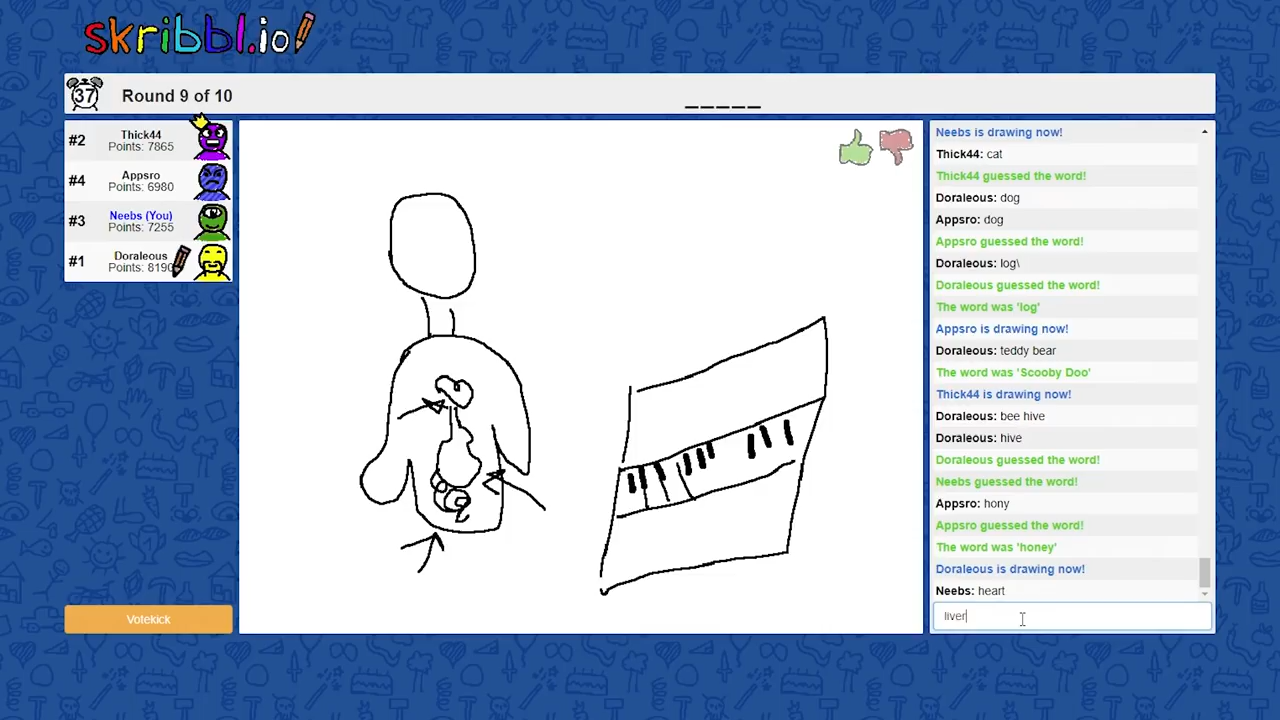 skribbl.io
37
Round 9 of 10
_____
#2
Thick44
Points: 7865
#4
Appsro
Points: 6980
#3
Neebs (You)
Points: 7255
#1
Doraleous
Points: 8190
Votekick
Neebs is drawing now!
Thick44: cat
Thick44 guessed the word!
Doraleous: dog
Appsro: dog
Appsro guessed the word!
Doraleous: log\
Doraleous guessed the word!
The word was 'log'
Appsro is drawing now!
Doraleous: teddy bear
The word was 'Scooby Doo'
Thick44 is drawing now!
Doraleous: bee hive
Doraleous: hive
Doraleous guessed the word!
Neebs guessed the word!
Appsro: hony
Appsro guessed the word!
The word was 'honey'
Doraleous is drawing now!
Neebs: heart
liver